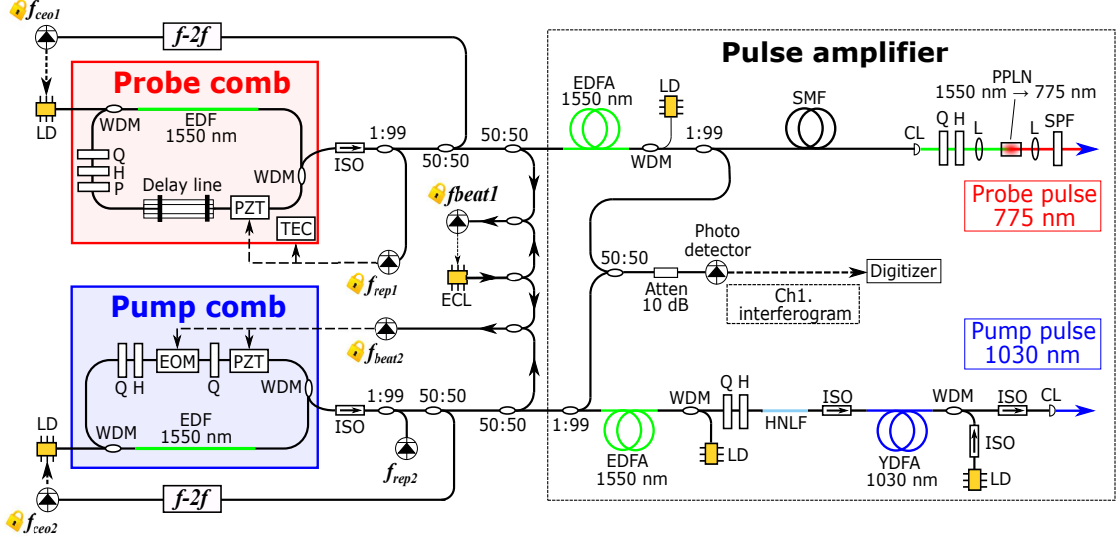 fceo1
f-2f
Probe comb
LD
WDM
EDF
1550 nm
Q
H
P
Delay line
PZT
WDM
TEC
ISO
1:99
50:50
50:50
frep1
fbeat1
ECL
fbeat2
Pump comb
Q H
EOM
Q
PZT
WDM
LD
WDM
EDF
1550 nm
ISO
1:99
50:50
50:50
1:99
frep2
f-2f
fceo2
Pulse amplifier
EDFA
1550 nm
LD
WDM
1:99
SMF
PPLN
1550 nm → 775 nm
CL
Q H
L
L
SPF
Probe pulse
775 nm
50:50
Atten
10 dB
Photo
detector
Digitizer
Ch1.
interferogram
Pump pulse
1030 nm
EDFA
1550 nm
WDM
LD
Q H
HNLF
ISO
YDFA
1030 nm
WDM
ISO
CL
ISO
LD